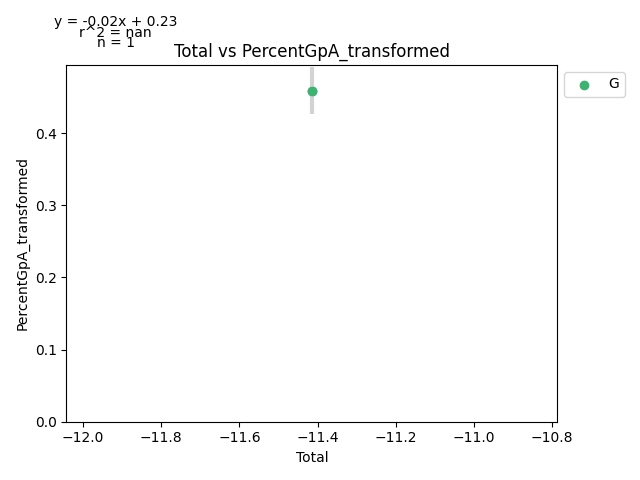 y = -0.02x + 0.23
r^2 = nan
n = 1
Total vs PercentGpA_transformed
G
PercentGpA_transformed
0.4
0.3
0.2
0.1
0.0
−12.0 −11.8 −11.6 −11.4 −11.2 −11.0 −10.8
Total